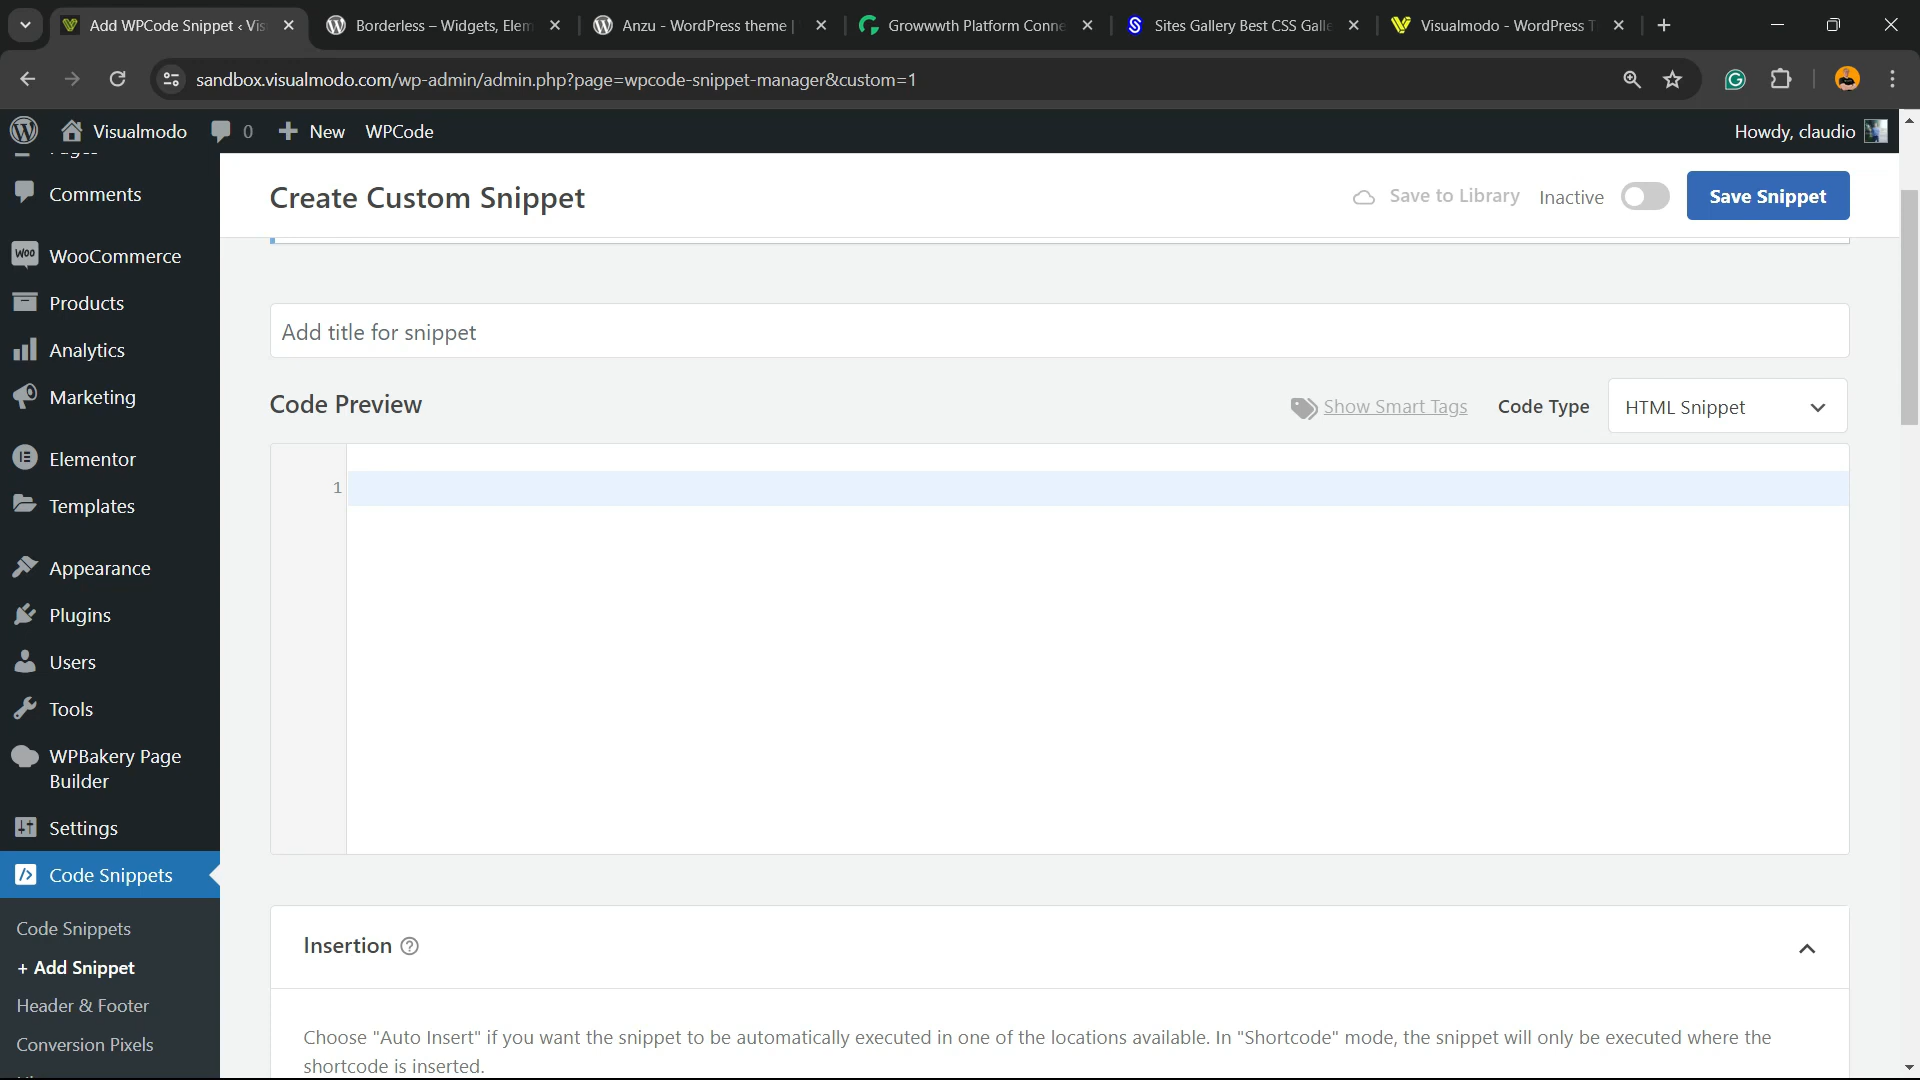 Add WPCode Snippet ‹ Vis
Borderless – Widgets, Elem
Anzu - WordPress theme |
Growwwth Platform Conne
Sites Gallery Best CSS Galle
Visualmodo - WordPress T
sandbox.visualmodo.com/wp-admin/admin.php?page=wpcode-snippet-manager&custom=1
Visualmodo
0
New
WPCode
Howdy, claudio
Comments
WooCommerce
Products
Analytics
Marketing
Elementor
Templates
Appearance
Plugins
Users
Tools
WPBakery Page
Builder
Settings
Code Snippets
Code Snippets
+ Add Snippet
Header & Footer
Conversion Pixels
Create Custom Snippet
Save to Library
Inactive
Save Snippet
Add title for snippet
Code Preview
Show Smart Tags
Code Type
HTML Snippet
1
Insertion
Choose "Auto Insert" if you want the snippet to be automatically executed in one of the locations available. In "Shortcode" mode, the snippet will only be executed where the
shortcode is inserted.